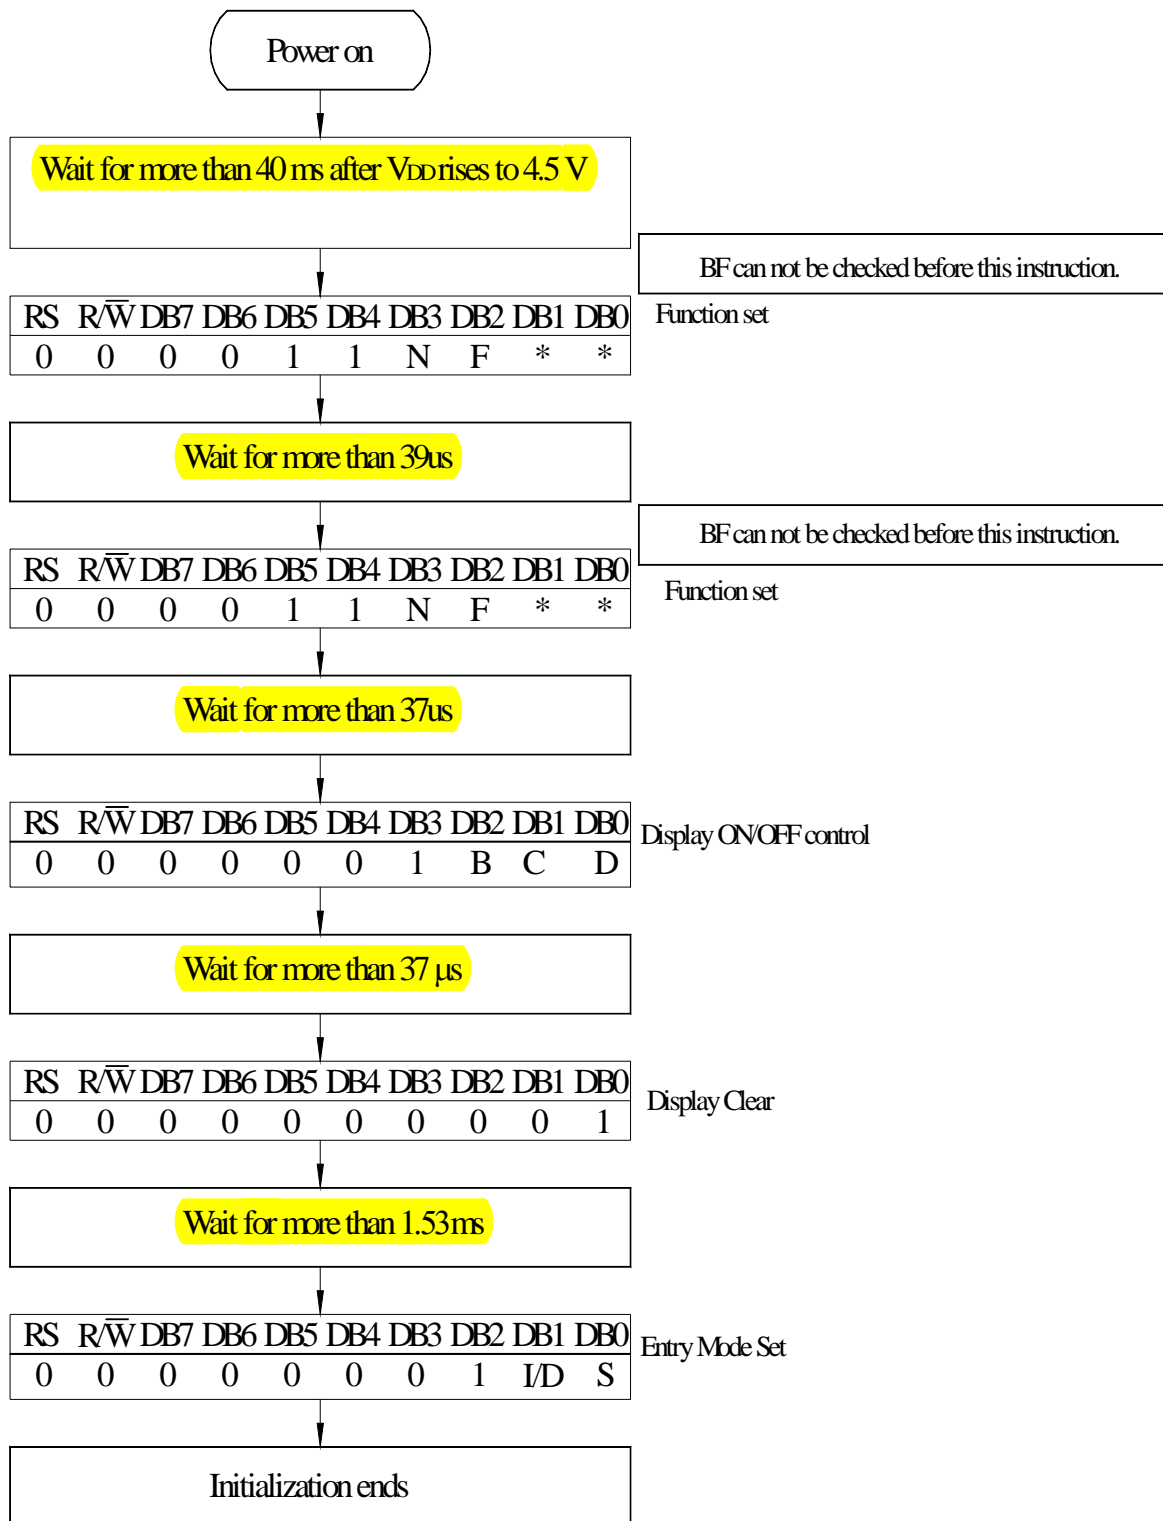 Power on
Wait for more than 40 ms after VDD rises to 4.5 V
BF can not be checked before this instruction.
RS R/W̅ DB7 DB6 DB5 DB4 DB3 DB2 DB1 DB0
Function set
0 0 0 0 1 1 N F * *
Wait for more than 39us
BF can not be checked before this instruction.
RS R/W̅ DB7 DB6 DB5 DB4 DB3 DB2 DB1 DB0
Function set
0 0 0 0 1 1 N F * *
Wait for more than 37us
RS R/W̅ DB7 DB6 DB5 DB4 DB3 DB2 DB1 DB0
Display ON/OFF control
0 0 0 0 0 0 1 B C D
Wait for more than 37 µs
RS R/W̅ DB7 DB6 DB5 DB4 DB3 DB2 DB1 DB0
Display Clear
0 0 0 0 0 0 0 0 0 1
Wait for more than 1.53ms
RS R/W̅ DB7 DB6 DB5 DB4 DB3 DB2 DB1 DB0
Entry Mode Set
0 0 0 0 0 0 0 1 I/D S
Initialization ends